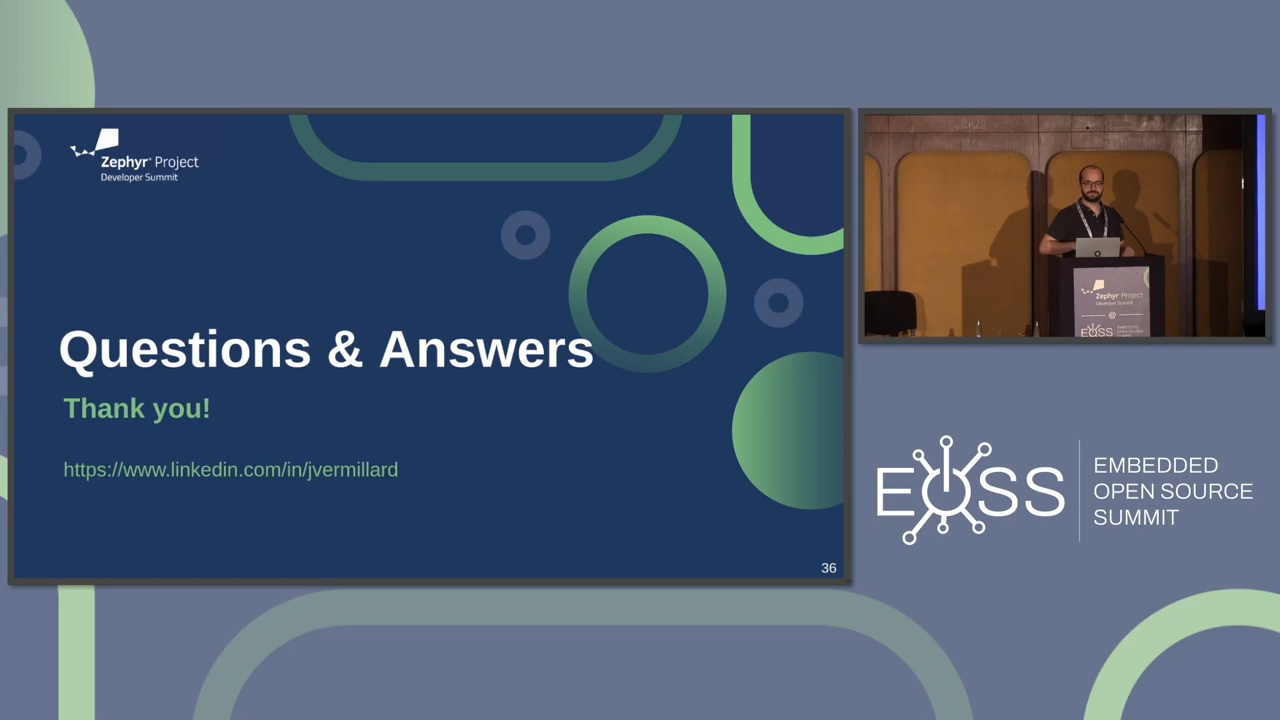 Zephyr® Project
Developer Summit
Questions & Answers
Thank you!
https://www.linkedin.com/in/jvermillard
36
Zephyr Project
Developer Summit
@
EOSS
EOSS
EMBEDDED
OPEN SOURCE
SUMMIT